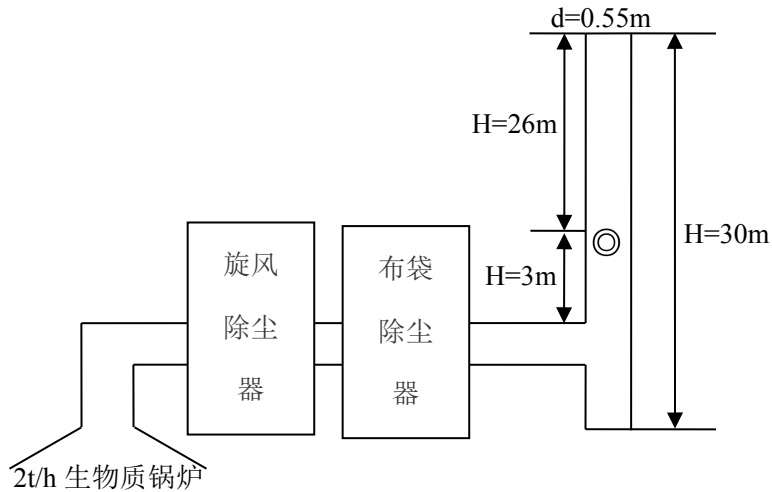 d=0.55m
H=26m
H=30m
H=3m
旋风
除尘
器
布袋
除尘
器
2t/h 生物质锅炉